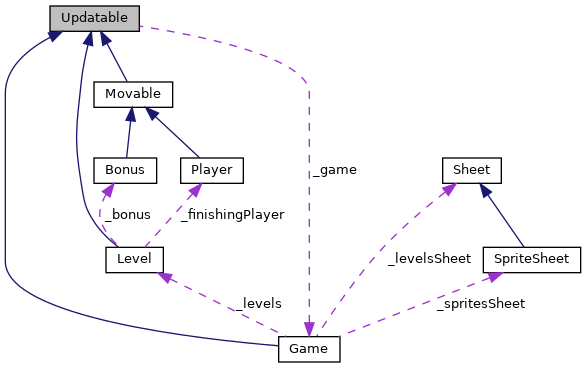 Updatable
Movable
_game
Bonus
Player
Sheet
_bonus
_finishingPlayer
Level
_levelsSheet
SpriteSheet
_levels
_spritesSheet
Game